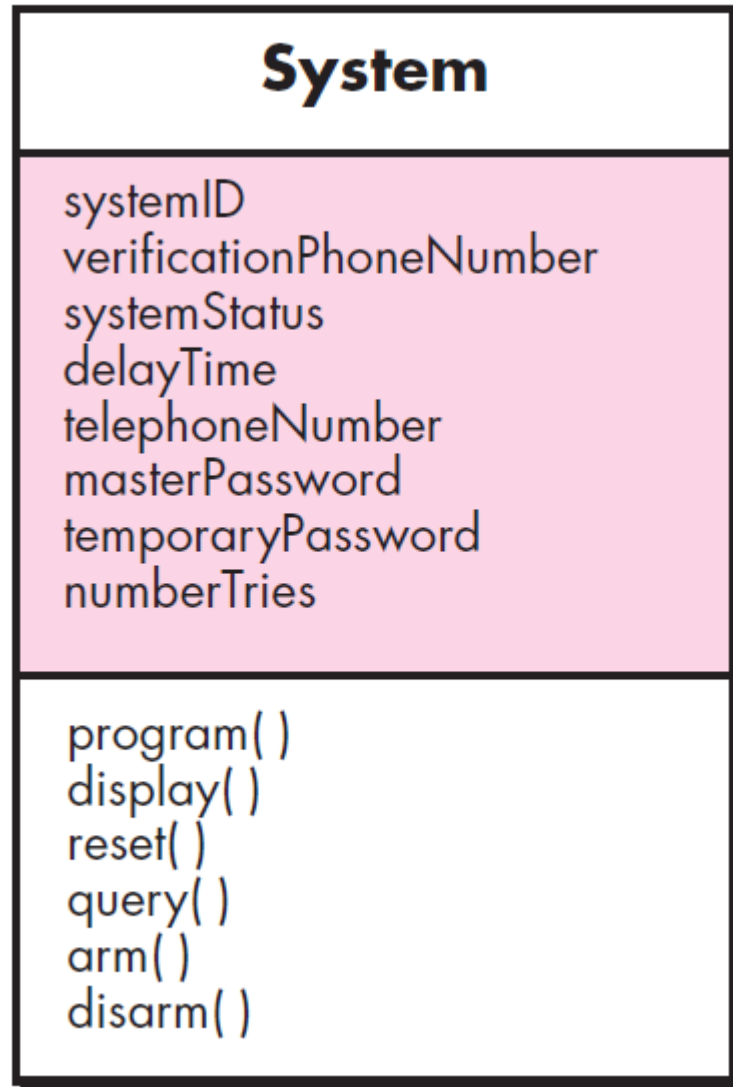 System
systemID
verificationPhoneNumber
systemStatus
delayTime
telephoneNumber
masterPassword
temporaryPassword
numberTries
program( )
display( )
reset( )
query( )
arm( )
disarm( )